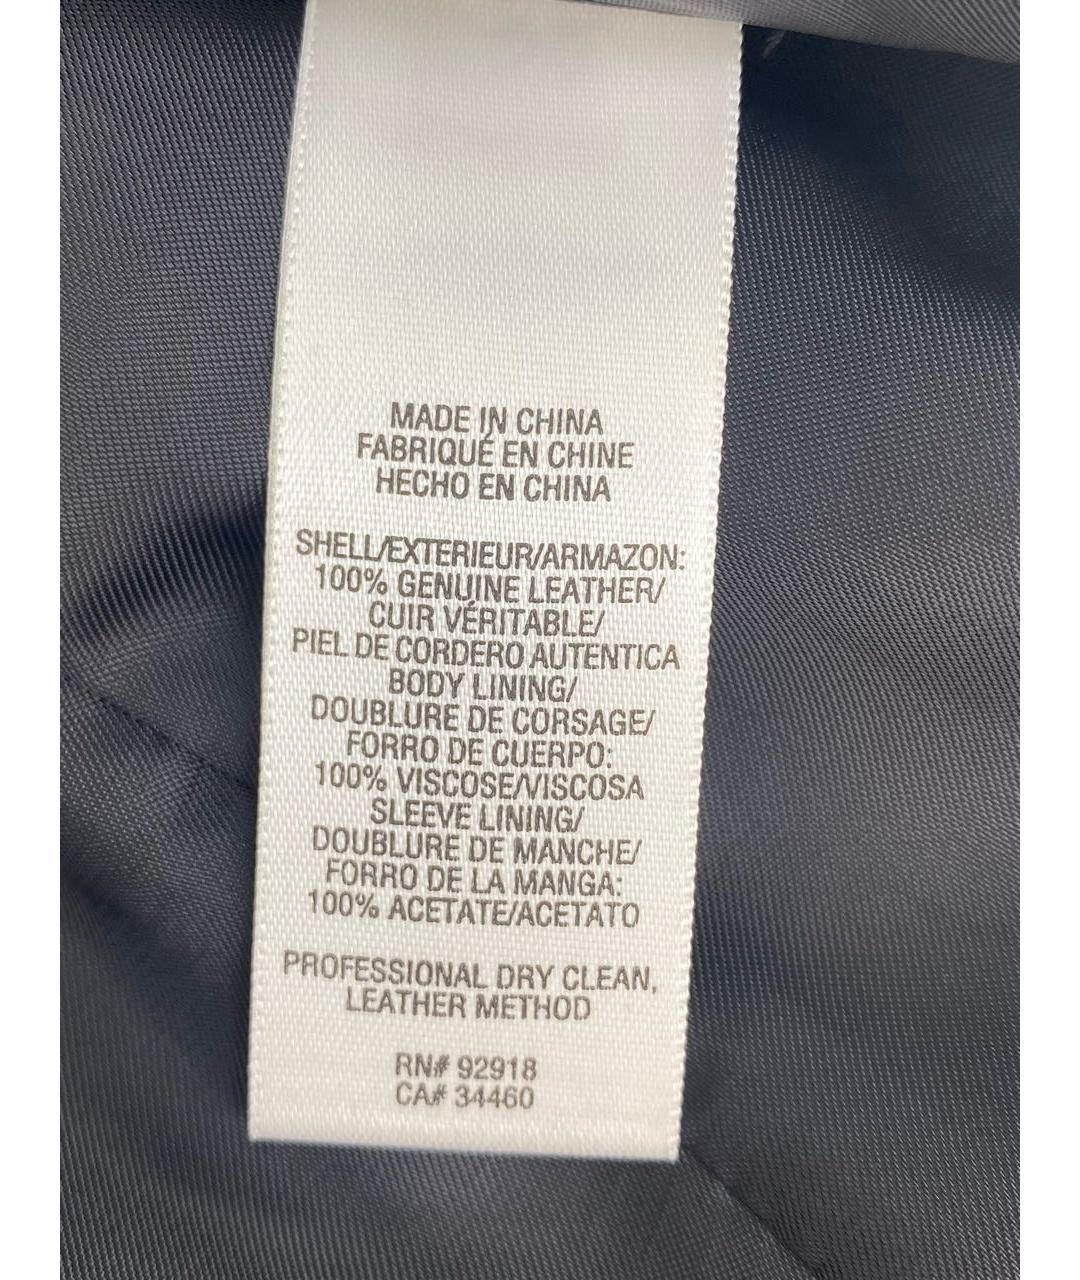 MADE IN CHINA
FABRIQUÉ EN CHINE
HECHO EN CHINA
SHELL/EXTERIEUR/ARMAZON:
100% GENUINE LEATHER/
CUIR VÉRITABLE/
PIEL DE CORDERO AUTENTICA
BODY LINING/
DOUBLURE DE CORSAGE/
FORRO DE CUERPO:
100% VISCOSE/VISCOSA
SLEEVE LINING/
DOUBLURE DE MANCHE/
FORRO DE LA MANGA:
100% ACETATE/ACETATO
PROFESSIONAL DRY CLEAN,
LEATHER METHOD
RN# 92918
CA# 34460